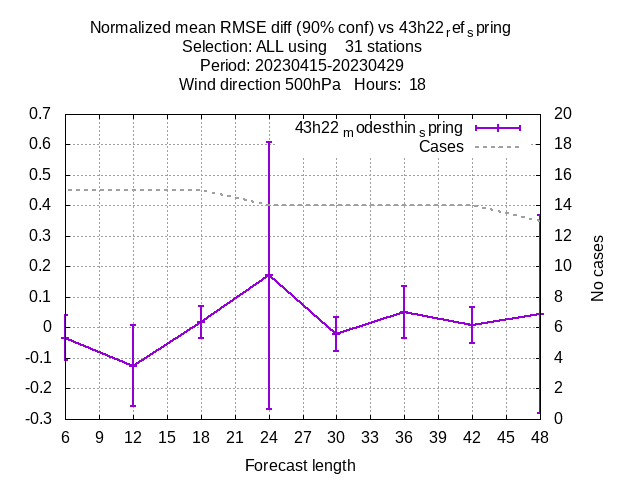 Normalized mean RMSE diff (90% conf) vs 43h22refspring
Selection: ALL using    31 stations
Period: 20230415-20230429
Wind direction 500hPa   Hours:  18
43h22modesthinspring
Cases
0.7
0.6
0.5
0.4
0.3
0.2
0.1
0
-0.1
-0.2
-0.3
20
18
16
14
12
10
8
6
4
2
0
No cases
6 9 12 15 18 21 24 27 30 33 36 39 42 45 48
Forecast length